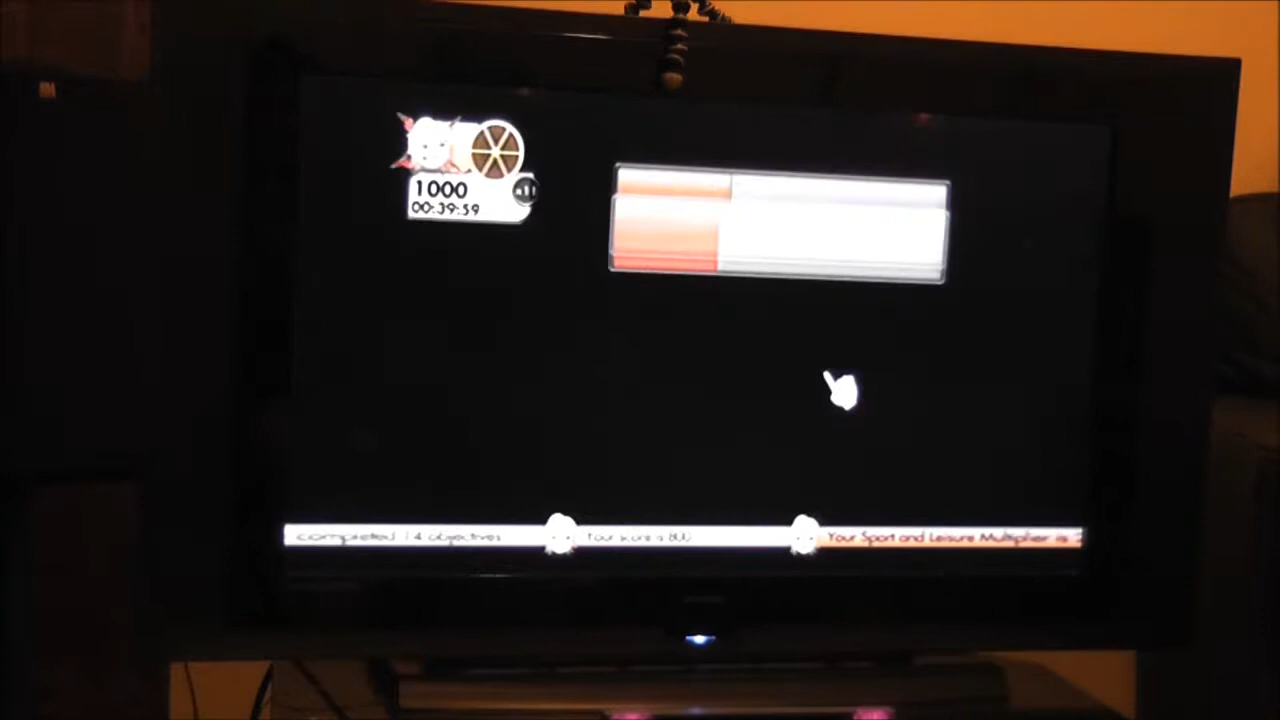 1000
00:39:59
completed 14 objectives
Your score is 800
Your Sport and Leisure Multiplier is